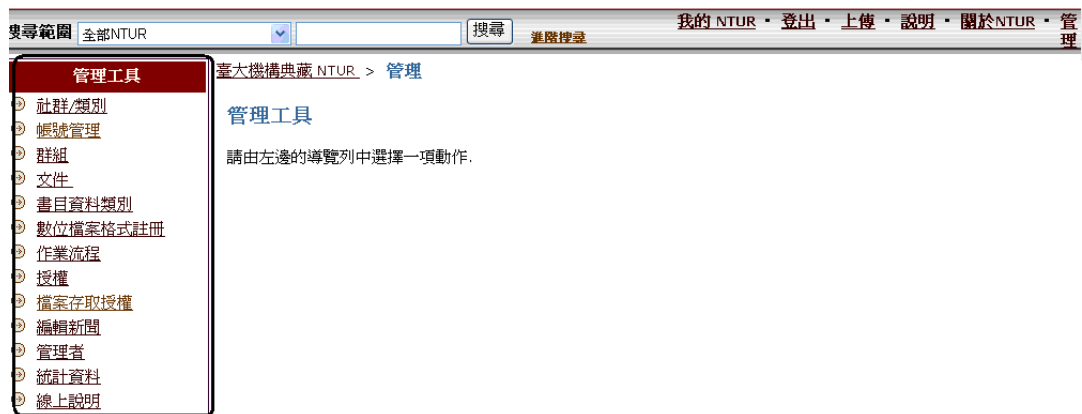 搜尋範圍 全部NTUR 搜尋 進階搜尋 我的 NTUR ▪ 登出 ▪ 上傳 ▪ 說明 ▪ 關於NTUR ▪ 管理
管理工具
社群/類別
帳號管理
群組
文件
書目資料類別
數位檔案格式註冊
作業流程
授權
檔案存取授權
編輯新聞
管理者
統計資料
線上說明
臺大機構典藏 NTUR > 管理
管理工具
請由左邊的導覽列中選擇一項動作.